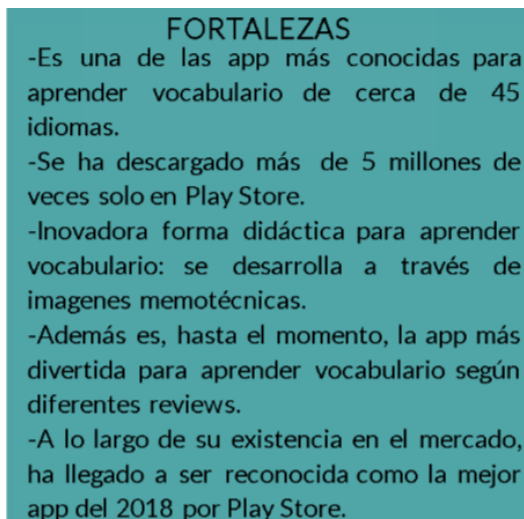 FORTALEZAS
-Es una de las app más conocidas para
aprender vocabulario de cerca de 45
idiomas.
-Se ha descargado más de 5 millones de
veces solo en Play Store.
-Inovadora forma didáctica para aprender
vocabulario: se desarrolla a través de
imagenes memotécnicas.
-Además es, hasta el momento, la app más
divertida para aprender vocabulario según
diferentes reviews.
-A lo largo de su existencia en el mercado,
ha llegado a ser reconocida como la mejor
app del 2018 por Play Store.